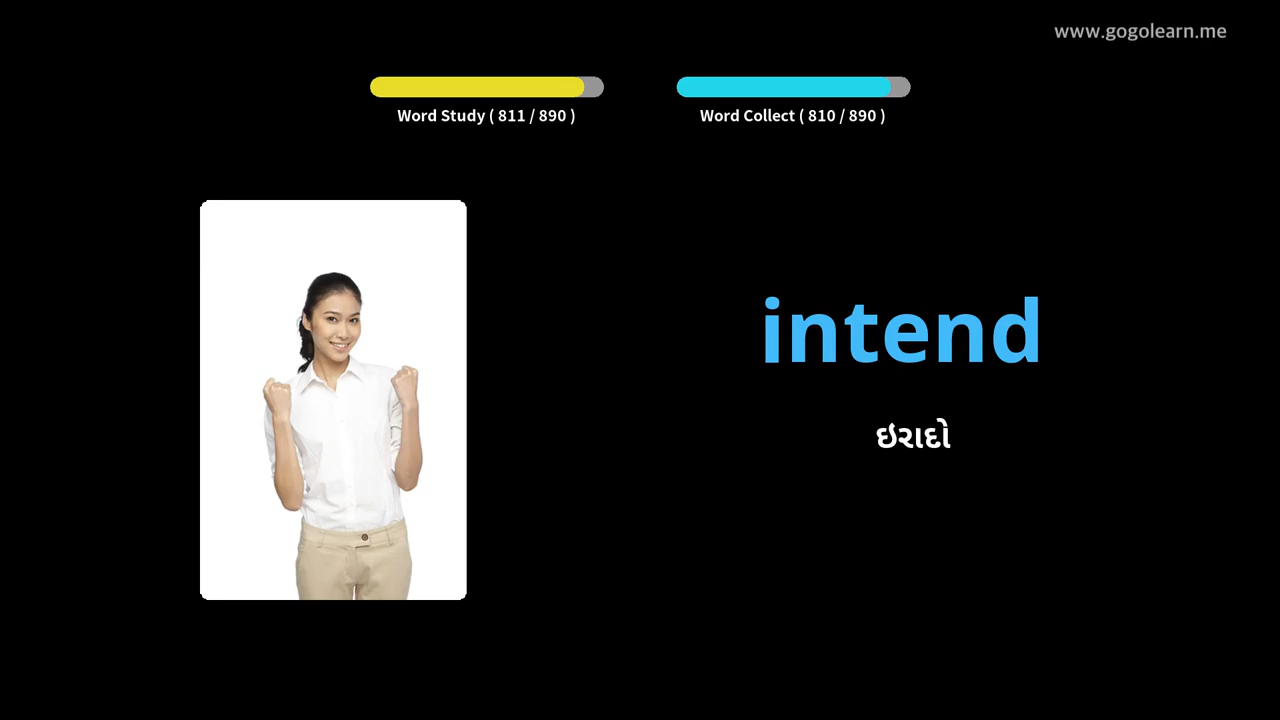 www.gogolearn.me
Word Study ( 811 / 890 )
Word Collect ( 810 / 890 )
intend
ઇરાદો